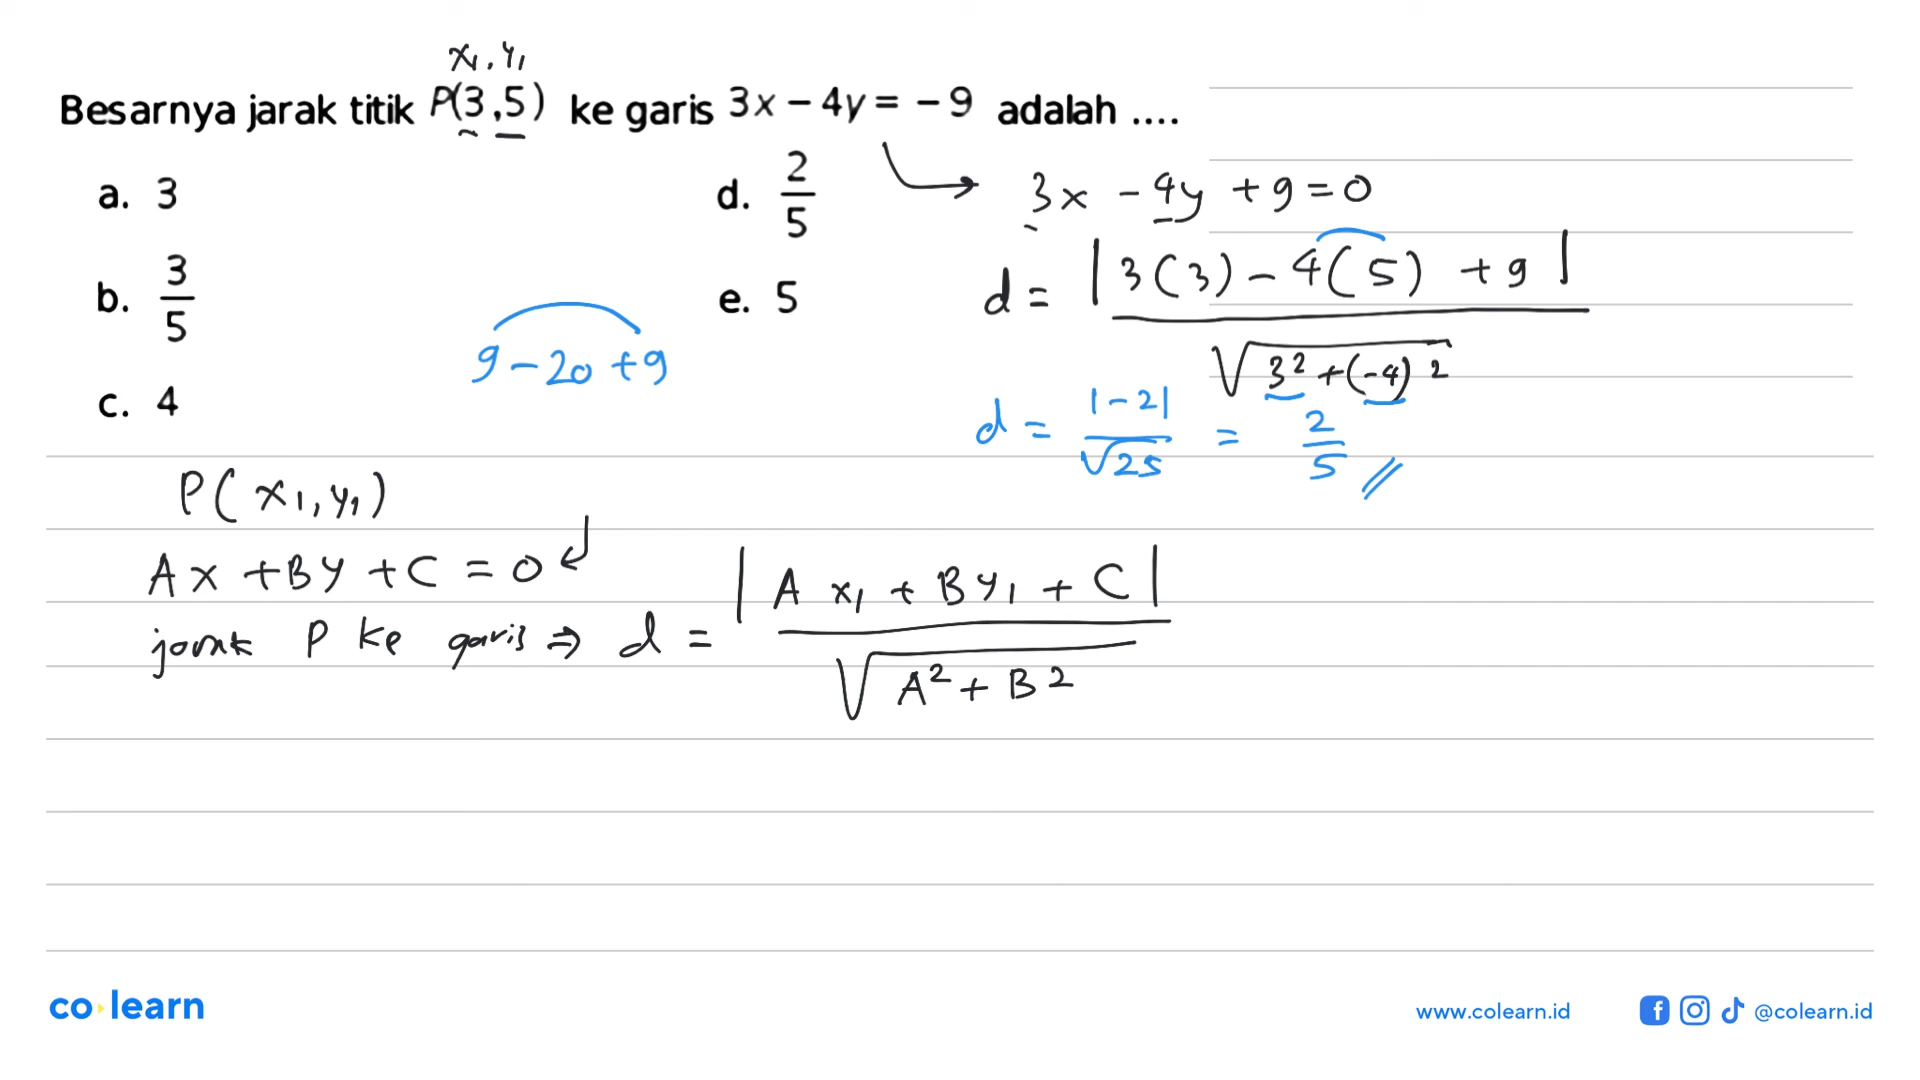 x₁, y₁
Besarnya jarak titik P(3,5) ke garis 3x − 4y = −9 adalah ....
a. 3
d. 2/5
3x − 4y + 9 = 0
b. 3/5
e. 5
d = |3(3) − 4(5) + 9| / √3² + (−4)²
9 − 20 + 9
c. 4
d = |−2| / √25 = 2/5 //
P(x₁, y₁)
Ax + By + C = 0
jarak P ke garis ⇒ d = |A x₁ + B y₁ + C| / √A² + B²
co learn
www.colearn.id
@colearn.id